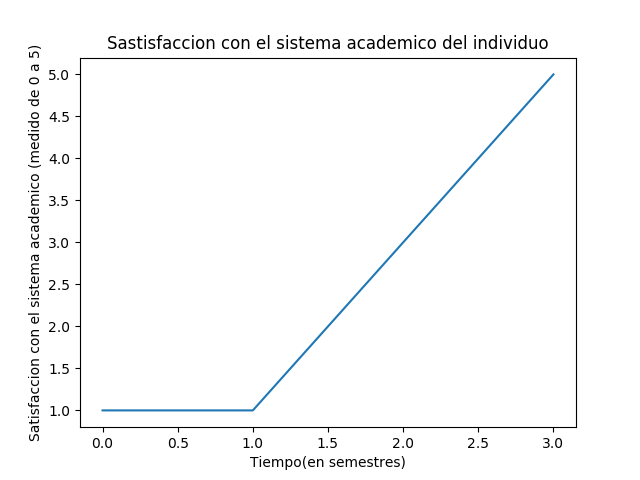 Sastisfaccion con el sistema academico del individuo
Satisfaccion con el sistema academico (medido de 0 a 5)
5.0
4.5
4.0
3.5
3.0
2.5
2.0
1.5
1.0
0.0 0.5 1.0 1.5 2.0 2.5 3.0
Tiempo(en semestres)